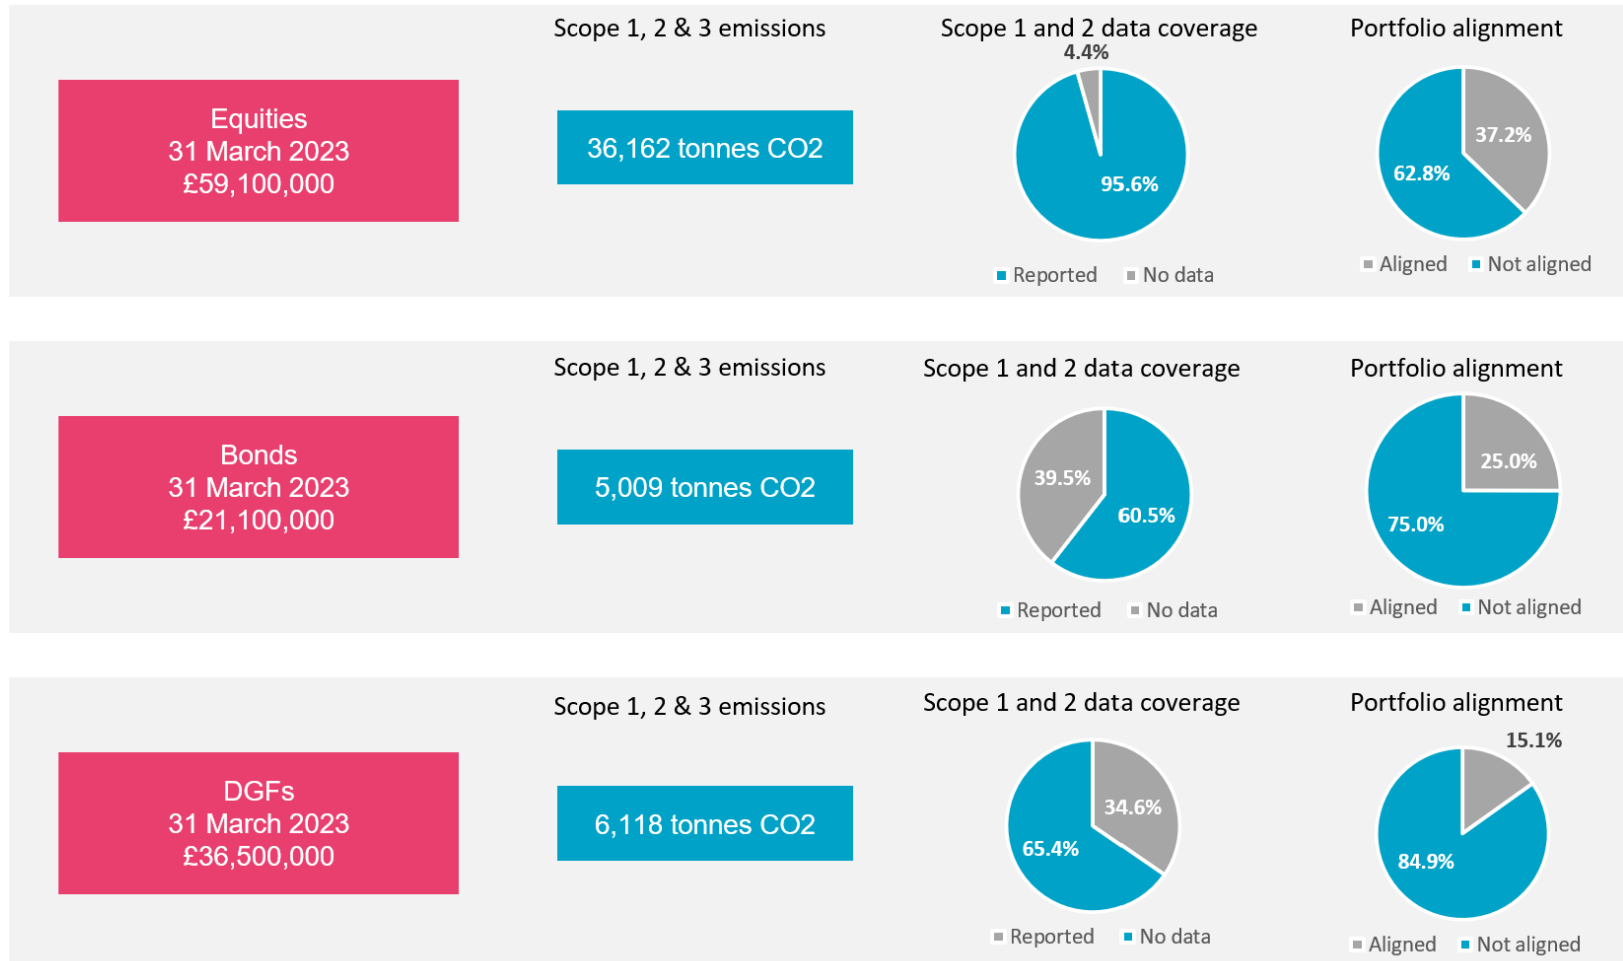 Scope 1, 2 & 3 emissions
Scope 1 and 2 data coverage
Portfolio alignment
Equities
31 March 2023
£59,100,000
36,162 tonnes CO2
4.4%
95.6%
Reported
No data
37.2%
62.8%
Aligned
Not aligned
Scope 1, 2 & 3 emissions
Scope 1 and 2 data coverage
Portfolio alignment
Bonds
31 March 2023
£21,100,000
5,009 tonnes CO2
39.5%
60.5%
Reported
No data
25.0%
75.0%
Aligned
Not aligned
Scope 1, 2 & 3 emissions
Scope 1 and 2 data coverage
Portfolio alignment
DGFs
31 March 2023
£36,500,000
6,118 tonnes CO2
34.6%
65.4%
Reported
No data
15.1%
84.9%
Aligned
Not aligned